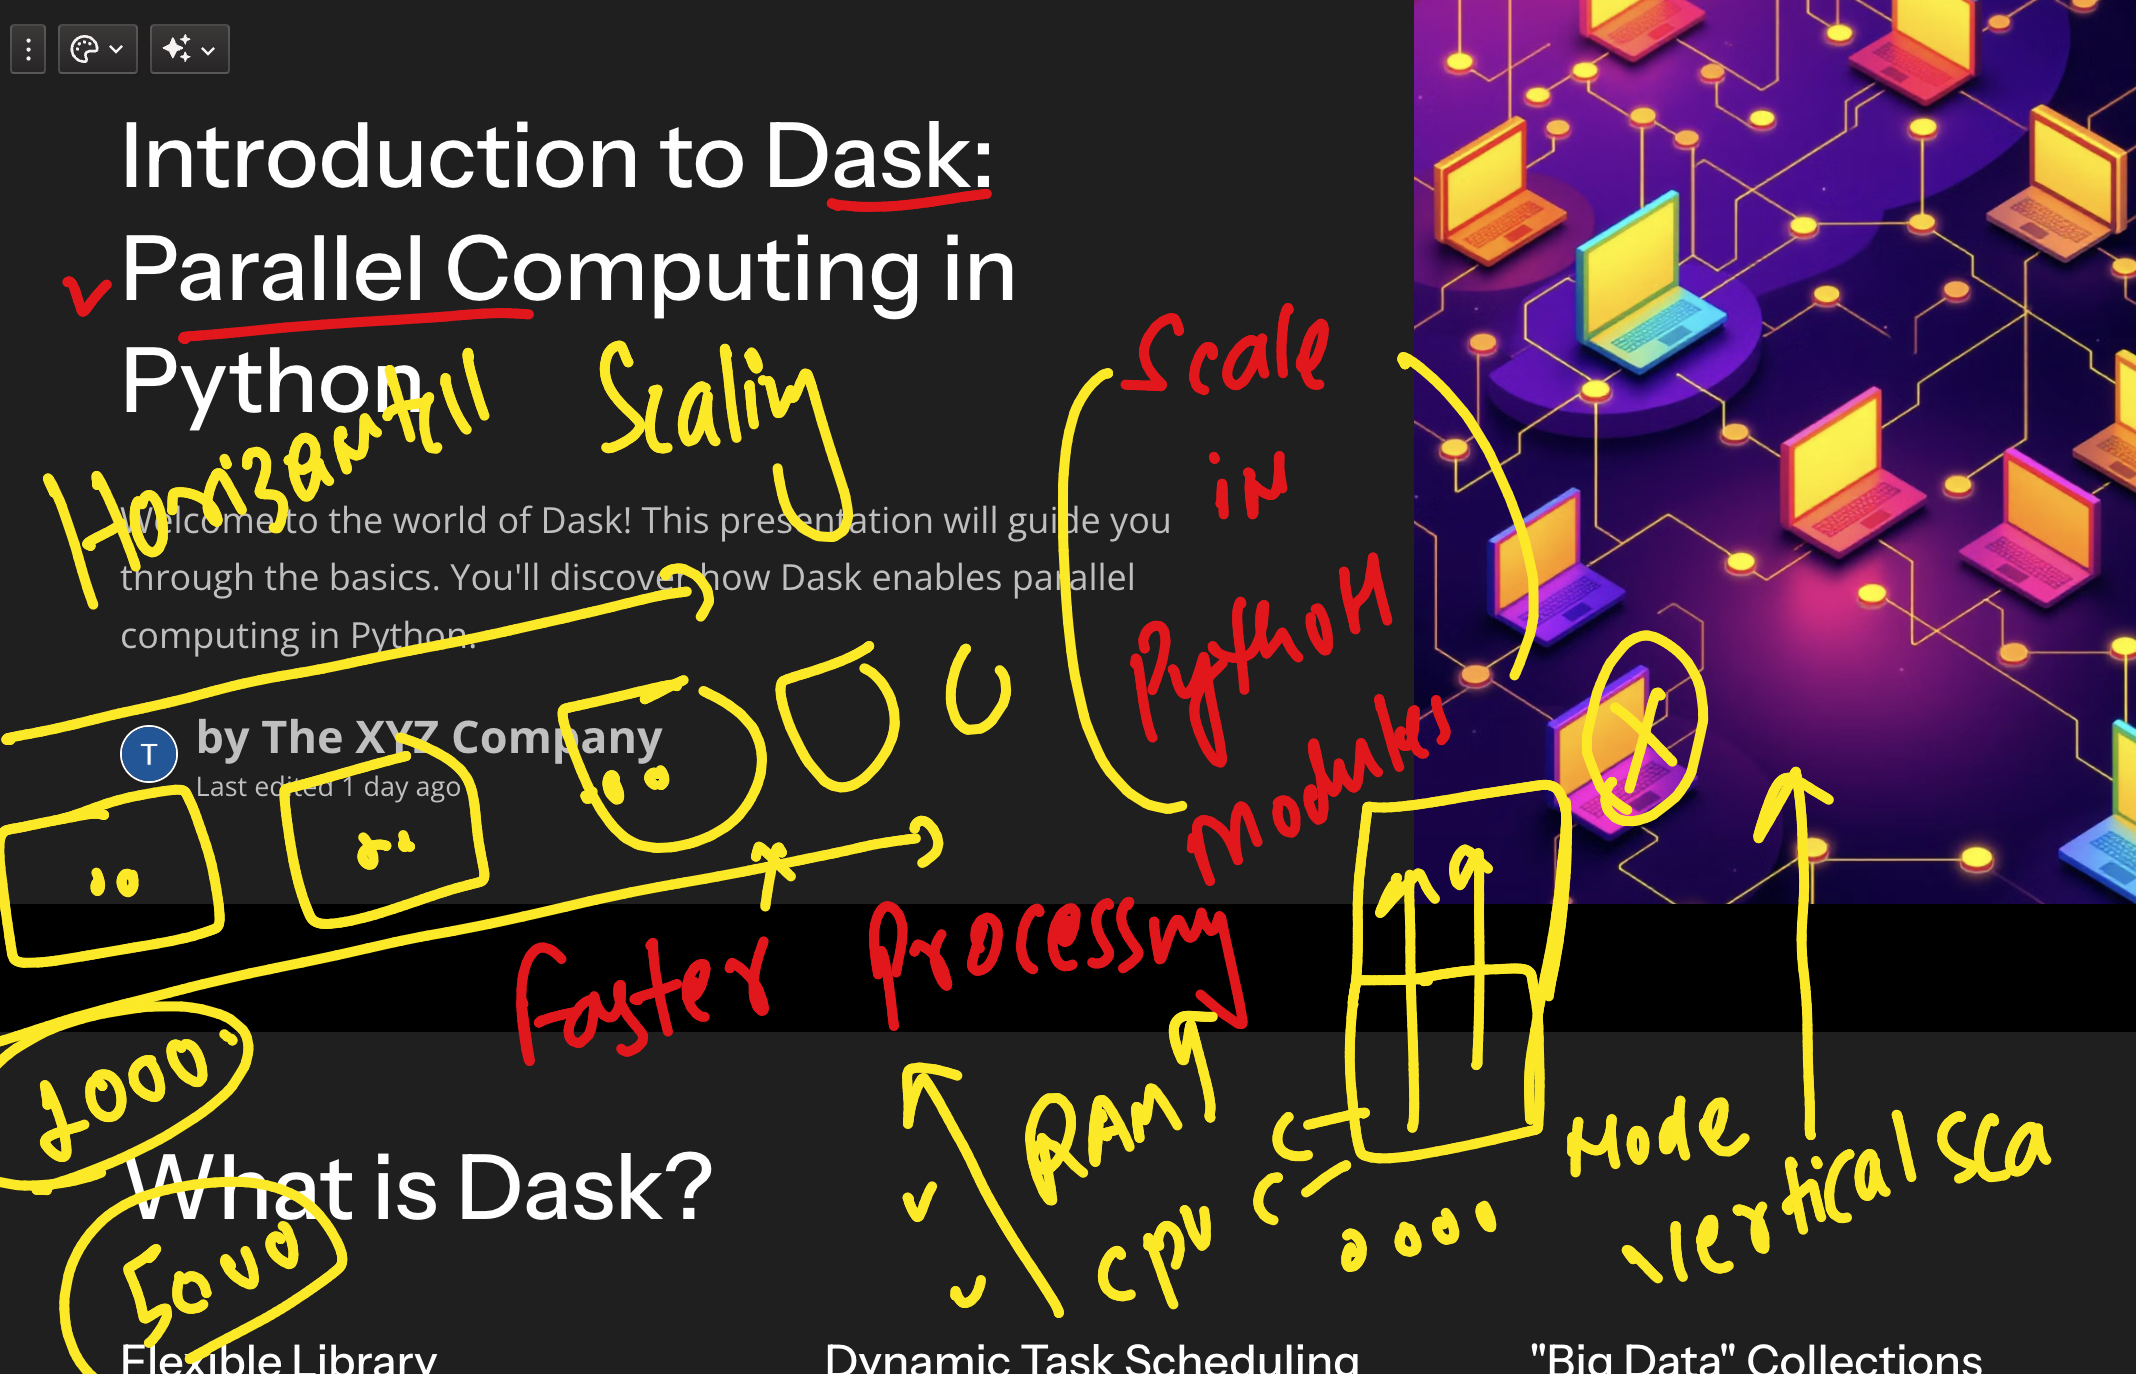 Introduction to Dask:
Parallel Computing in
Python
Horizantall Scaling
Scale
in
Python
Modules
Welcome to the world of Dask! This presentation will guide you
through the basics. You'll discover how Dask enables parallel
computing in Python.
T
by The XYZ Company
Last edited 1 day ago
X
Faster Processing
1000
RAM
CPU
Node
Vertical Sca
5000
What is Dask?
Flexible Library
Dynamic Task Scheduling
"Big Data" Collections